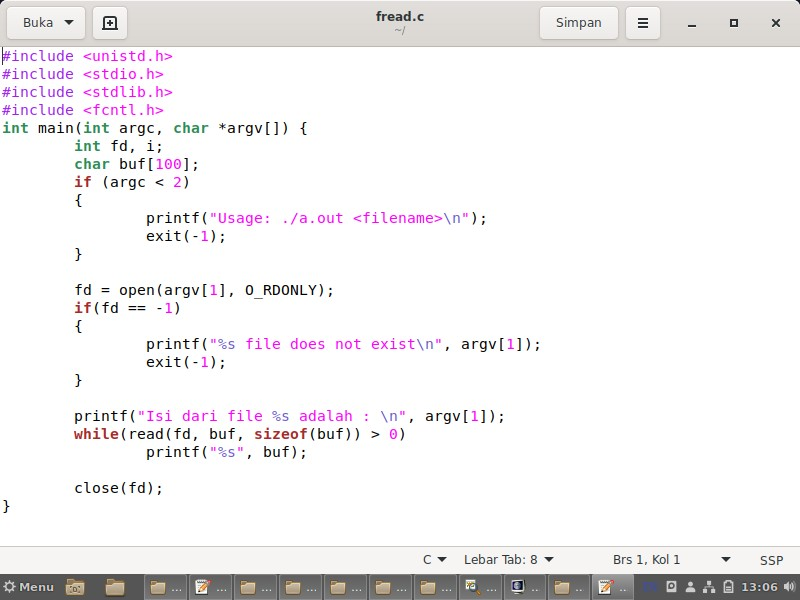 Buka
fread.c
~/
Simpan
#include <unistd.h>
#include <stdio.h>
#include <stdlib.h>
#include <fcntl.h>
int main(int argc, char *argv[]) {
        int fd, i;
        char buf[100];
        if (argc < 2)
        {
                printf("Usage: ./a.out <filename>\n");
                exit(-1);
        }

        fd = open(argv[1], O_RDONLY);
        if(fd == -1)
        {
                printf("%s file does not exist\n", argv[1]);
                exit(-1);
        }

        printf("Isi dari file %s adalah : \n", argv[1]);
        while(read(fd, buf, sizeof(buf)) > 0)
                printf("%s", buf);

        close(fd);
}
C
Lebar Tab: 8
Brs 1, Kol 1
SSP
Menu
...
...
...
...
...
...
...
...
..
...
..
13:06